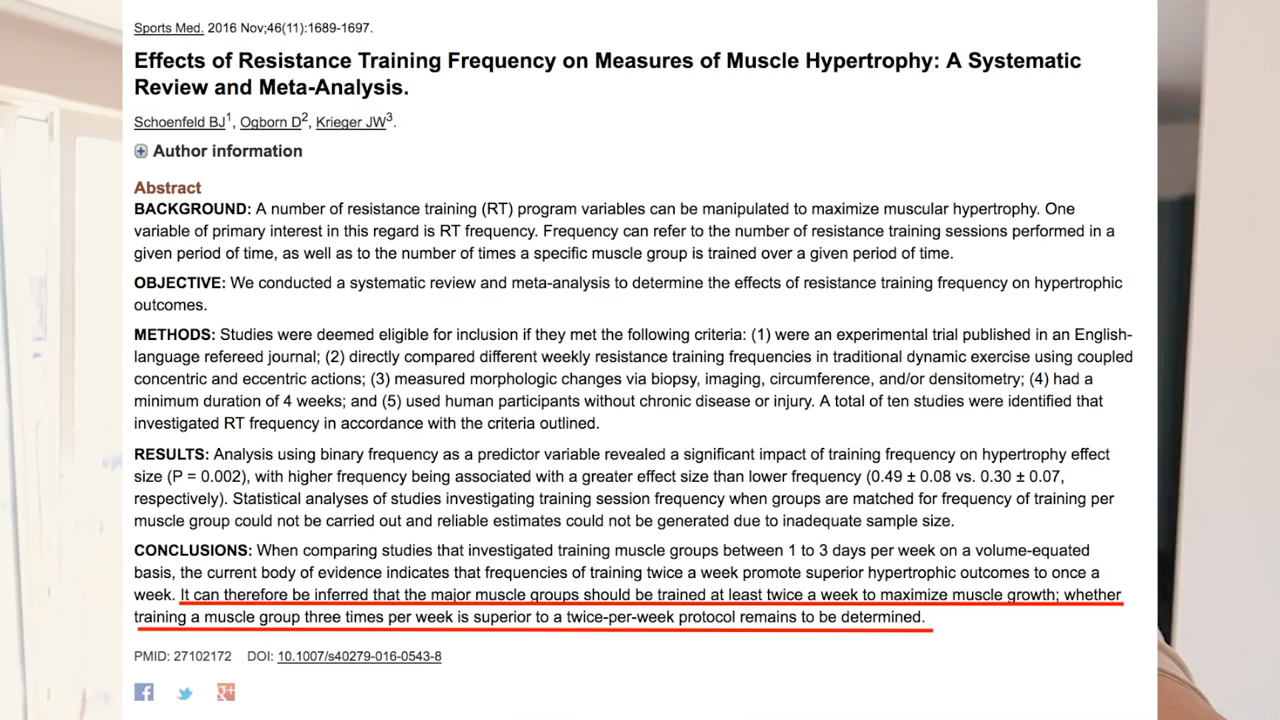 Sports Med. 2016 Nov;46(11):1689-1697.
Effects of Resistance Training Frequency on Measures of Muscle Hypertrophy: A Systematic
Review and Meta-Analysis.
Schoenfeld BJ1, Ogborn D2, Krieger JW3.
Author information
Abstract
BACKGROUND: A number of resistance training (RT) program variables can be manipulated to maximize muscular hypertrophy. One
variable of primary interest in this regard is RT frequency. Frequency can refer to the number of resistance training sessions performed in a
given period of time, as well as to the number of times a specific muscle group is trained over a given period of time.
OBJECTIVE: We conducted a systematic review and meta-analysis to determine the effects of resistance training frequency on hypertrophic
outcomes.
METHODS: Studies were deemed eligible for inclusion if they met the following criteria: (1) were an experimental trial published in an English-
language refereed journal; (2) directly compared different weekly resistance training frequencies in traditional dynamic exercise using coupled
concentric and eccentric actions; (3) measured morphologic changes via biopsy, imaging, circumference, and/or densitometry; (4) had a
minimum duration of 4 weeks; and (5) used human participants without chronic disease or injury. A total of ten studies were identified that
investigated RT frequency in accordance with the criteria outlined.
RESULTS: Analysis using binary frequency as a predictor variable revealed a significant impact of training frequency on hypertrophy effect
size (P = 0.002), with higher frequency being associated with a greater effect size than lower frequency (0.49 ± 0.08 vs. 0.30 ± 0.07,
respectively). Statistical analyses of studies investigating training session frequency when groups are matched for frequency of training per
muscle group could not be carried out and reliable estimates could not be generated due to inadequate sample size.
CONCLUSIONS: When comparing studies that investigated training muscle groups between 1 to 3 days per week on a volume-equated
basis, the current body of evidence indicates that frequencies of training twice a week promote superior hypertrophic outcomes to once a
week. It can therefore be inferred that the major muscle groups should be trained at least twice a week to maximize muscle growth; whether
training a muscle group three times per week is superior to a twice-per-week protocol remains to be determined.
PMID: 27102172 DOI: 10.1007/s40279-016-0543-8
g+